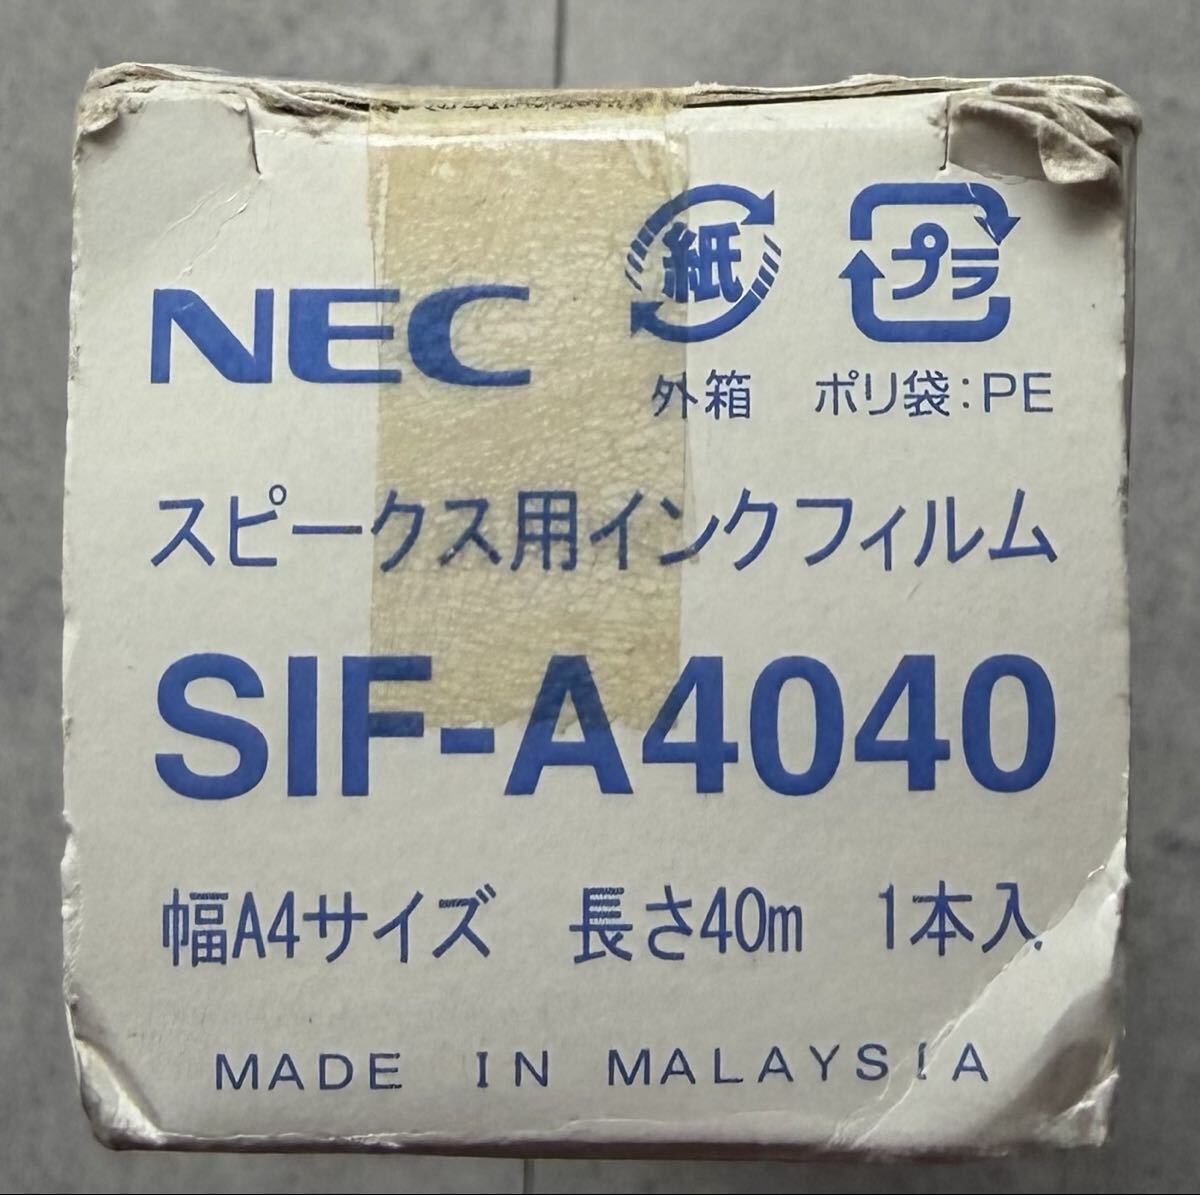 NEC
紙
プラ
外箱 ポリ袋:PE
スピークス用インクフィルム
SIF-A4040
幅A4サイズ 長さ40m 1本入
MADE IN MALAYSIA